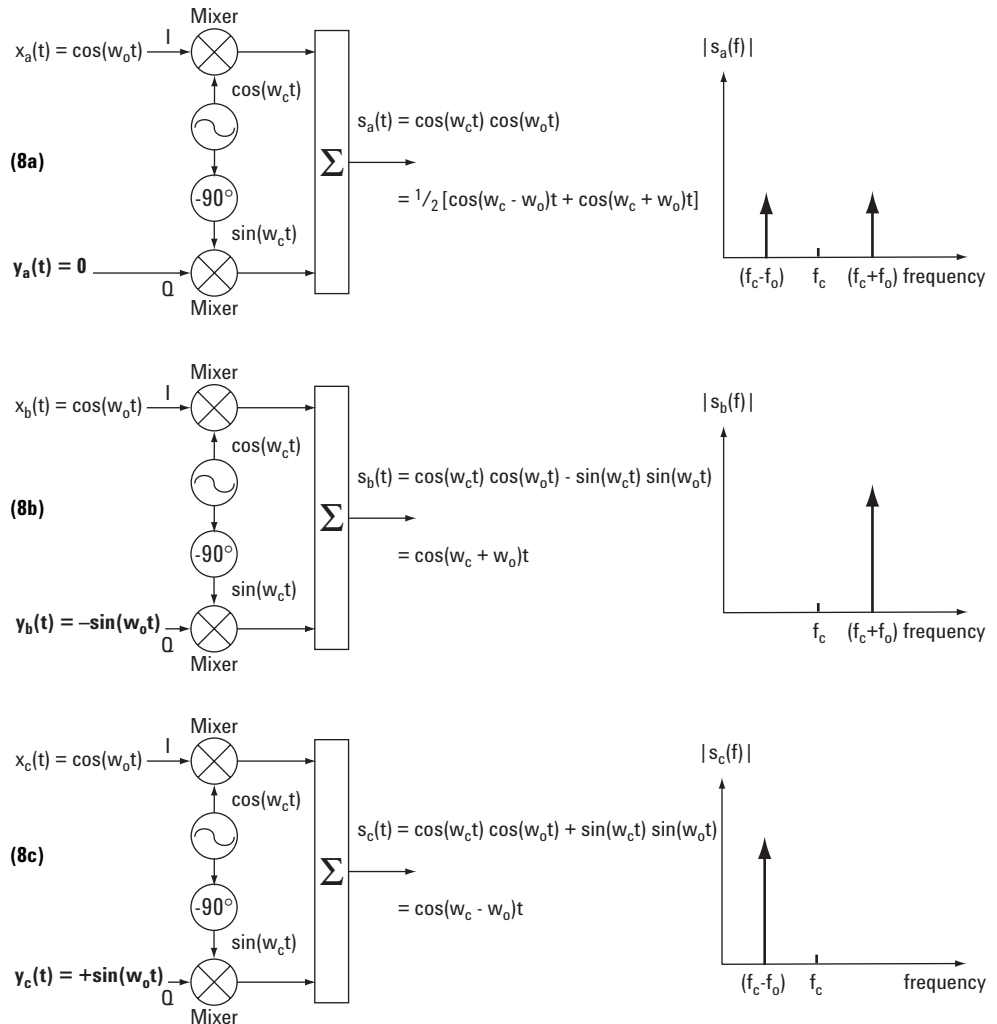 Mixer
x_a(t) = cos(w_ot) I
cos(w_ct)
|s_a(f)|
(8a)
s_a(t) = cos(w_ct) cos(w_ot)
Σ
= 1/2 [cos(w_c - w_o)t + cos(w_c + w_o)t]
-90°
sin(w_ct)
y_a(t) = 0
Q
Mixer
(f_c-f_o) f_c (f_c+f_o) frequency
Mixer
x_b(t) = cos(w_ot) I
cos(w_ct)
|s_b(f)|
(8b)
s_b(t) = cos(w_ct) cos(w_ot) - sin(w_ct) sin(w_ot)
Σ
= cos(w_c + w_o)t
-90°
sin(w_ct)
y_b(t) = –sin(w_ot)
Q
Mixer
f_c (f_c+f_o) frequency
Mixer
x_c(t) = cos(w_ot) I
cos(w_ct)
|s_c(f)|
(8c)
s_c(t) = cos(w_ct) cos(w_ot) + sin(w_ct) sin(w_ot)
Σ
= cos(w_c - w_o)t
-90°
sin(w_ct)
y_c(t) = +sin(w_ot)
Q
Mixer
(f_c-f_o) f_c frequency